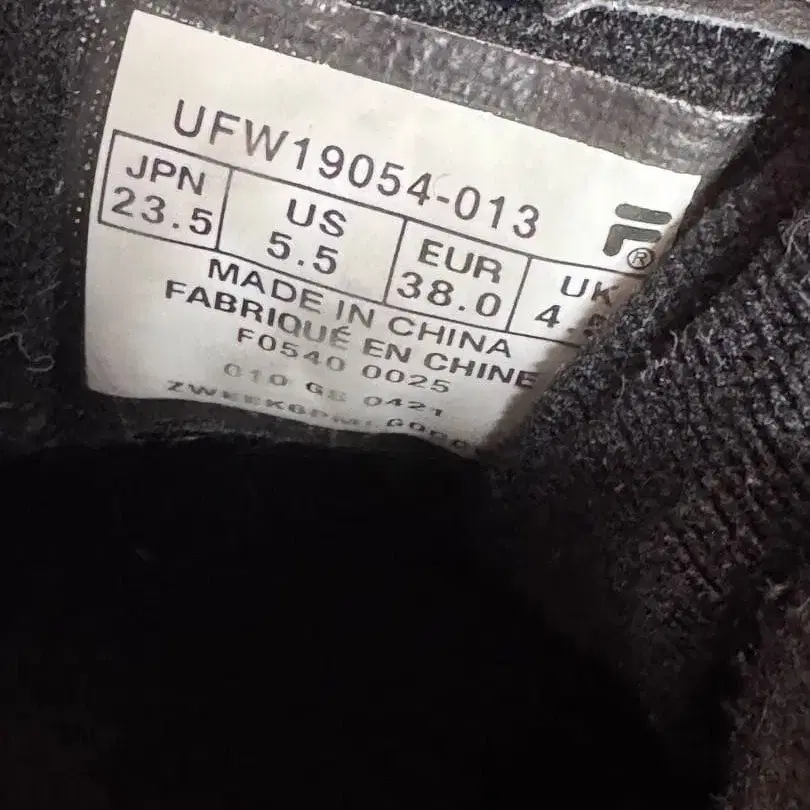 UFW19054-013
JPN US EUR UK
23.5 5.5 38.0
MADE IN CHINA
FABRIQUÉ EN CHINE
F0540 0025
010 0421